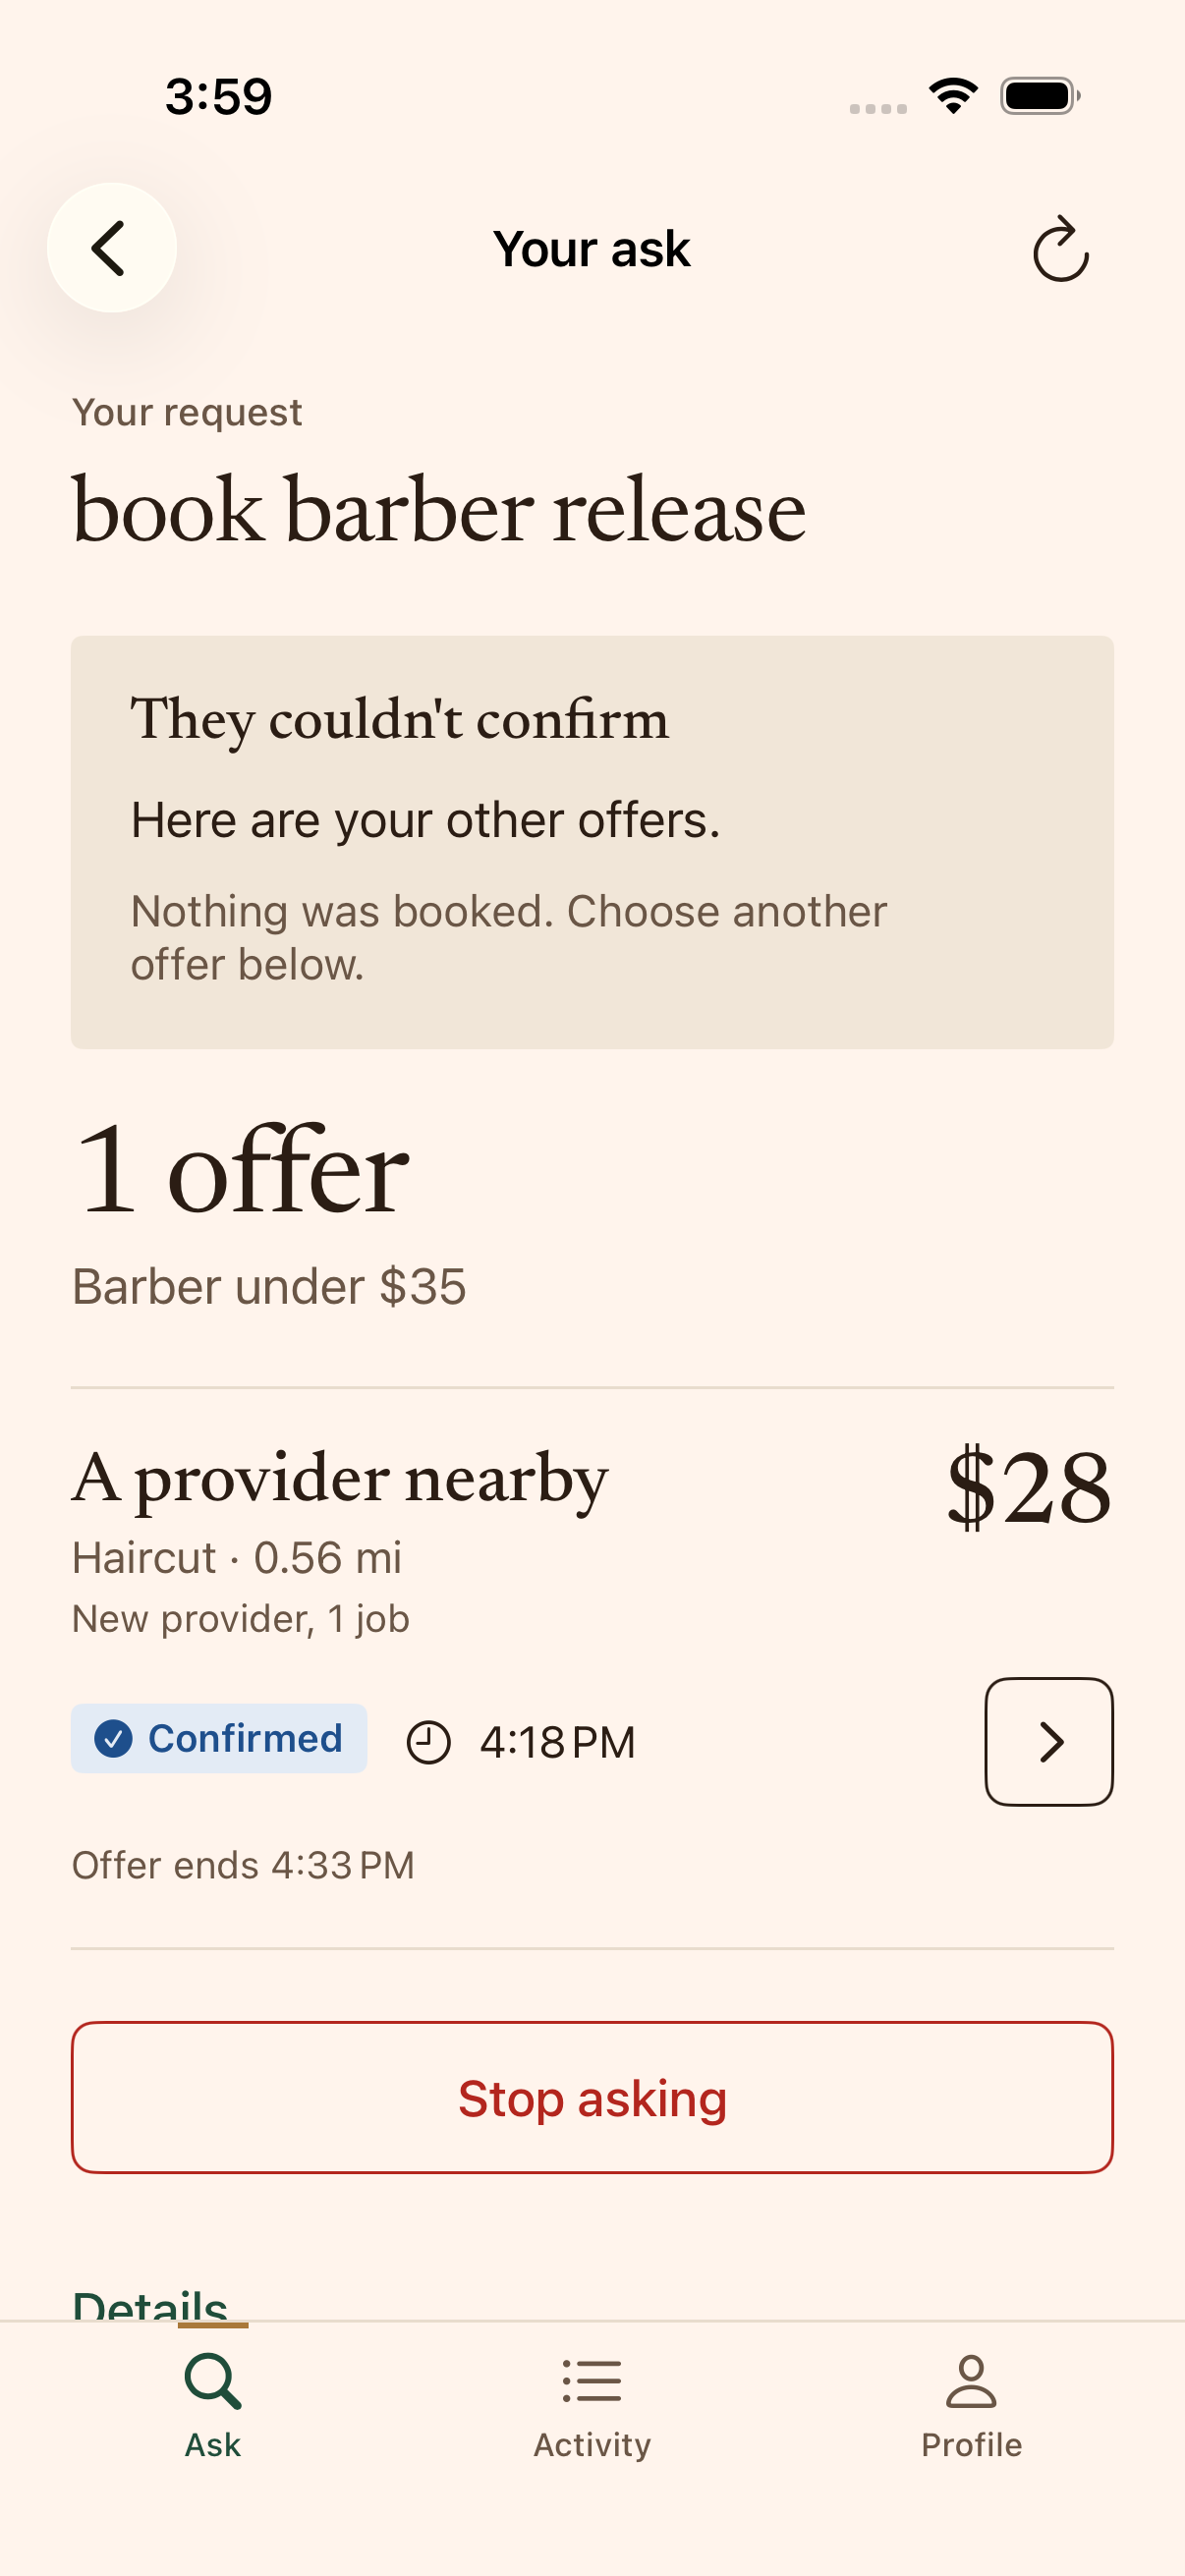 3:59
Your ask
Your request
book barber release
They couldn't confirm
Here are your other offers.
Nothing was booked. Choose another
offer below.
1 offer
Barber under $35
A provider nearby
$28
Haircut · 0.56 mi
New provider, 1 job
Confirmed
4:18 PM
Offer ends 4:33 PM
Stop asking
Details
Ask
Activity
Profile